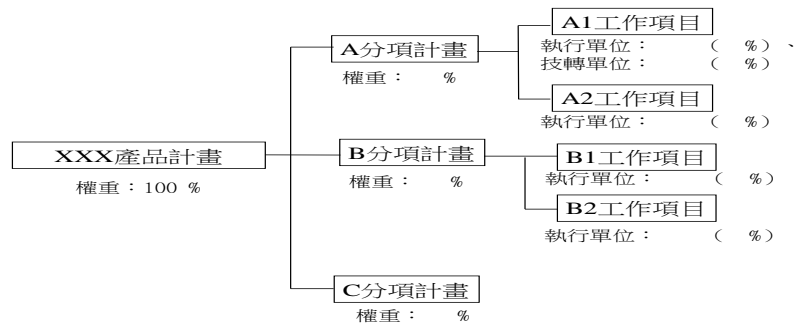 A1工作項目
A分項計畫
執行單位：　　　（　%）、
技轉單位：　　　（　%）
權重：　　%
A2工作項目
執行單位：　　　（　%）
XXX產品計畫
權重：100 %
B分項計畫
權重：　　%
B1工作項目
執行單位：　　　（　%）
B2工作項目
執行單位：　　　（　%）
C分項計畫
權重：　　%